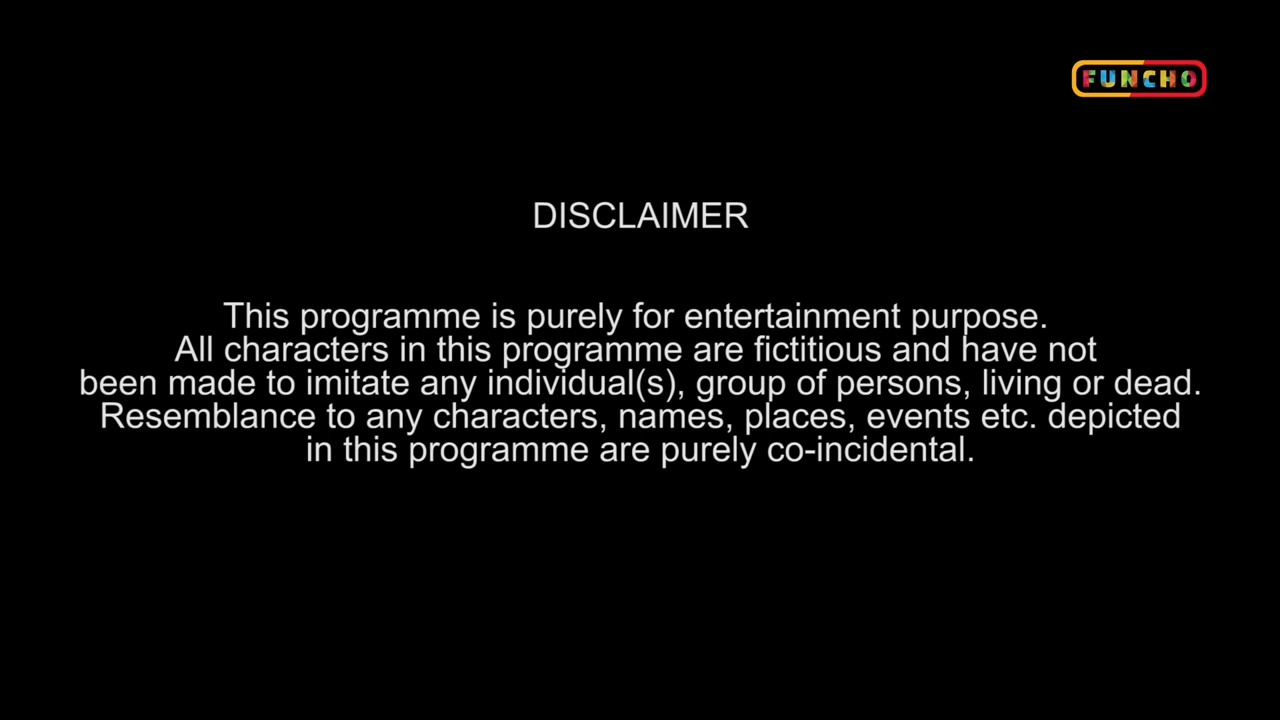 FUNCHO
DISCLAIMER
This programme is purely for entertainment purpose.
All characters in this programme are fictitious and have not
been made to imitate any individual(s), group of persons, living or dead.
Resemblance to any characters, names, places, events etc. depicted
in this programme are purely co-incidental.